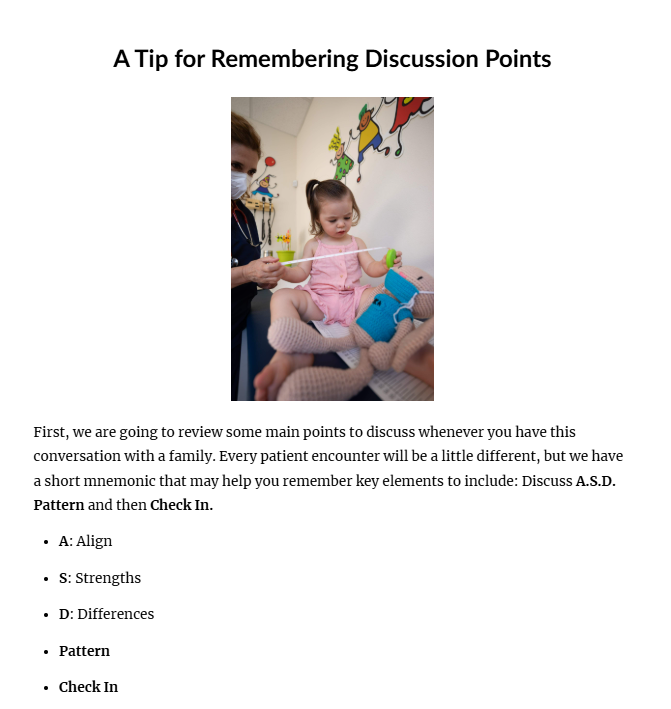 A Tip for Remembering Discussion Points
First, we are going to review some main points to discuss whenever you have this
conversation with a family. Every patient encounter will be a little different, but we have
a short mnemonic that may help you remember key elements to include: Discuss A.S.D.
Pattern and then Check In.
• A: Align
• S: Strengths
• D: Differences
• Pattern
• Check In